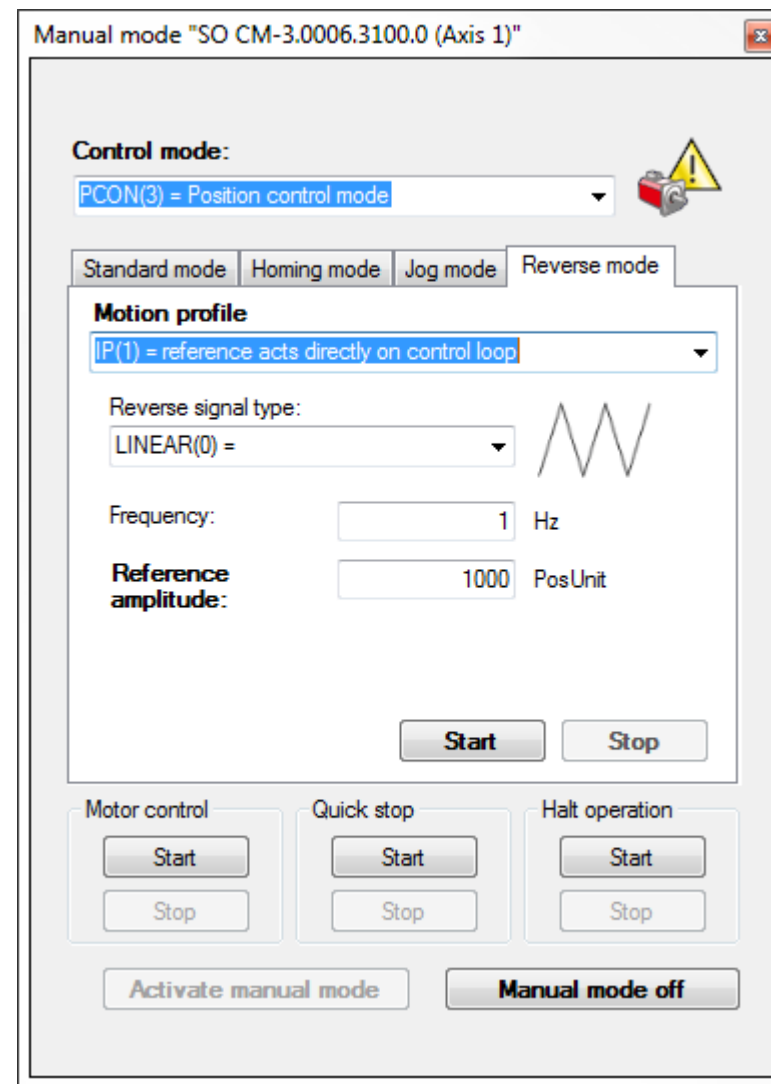 Manual mode "SO CM-3.0006.3100.0 (Axis 1)"
Control mode:
PCON(3) = Position control mode
Standard mode Homing mode Jog mode Reverse mode
Motion profile
IP(1) = reference acts directly on control loop
Reverse signal type:
LINEAR(0) =
Frequency: 1 Hz
Reference
amplitude: 1000 PosUnit
Start Stop
Motor control Quick stop Halt operation
Start Start Start
Stop Stop Stop
Activate manual mode Manual mode off